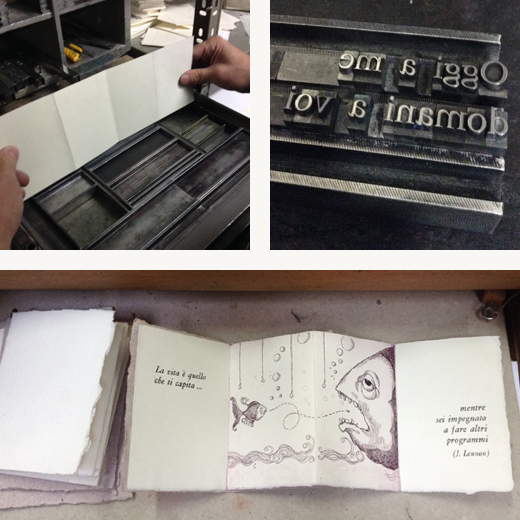 Oggi a me
domani a voi
La vita è quello
che ti capita ...
mentre
sei impegnato
a fare altri
programmi
(J. Lennon)